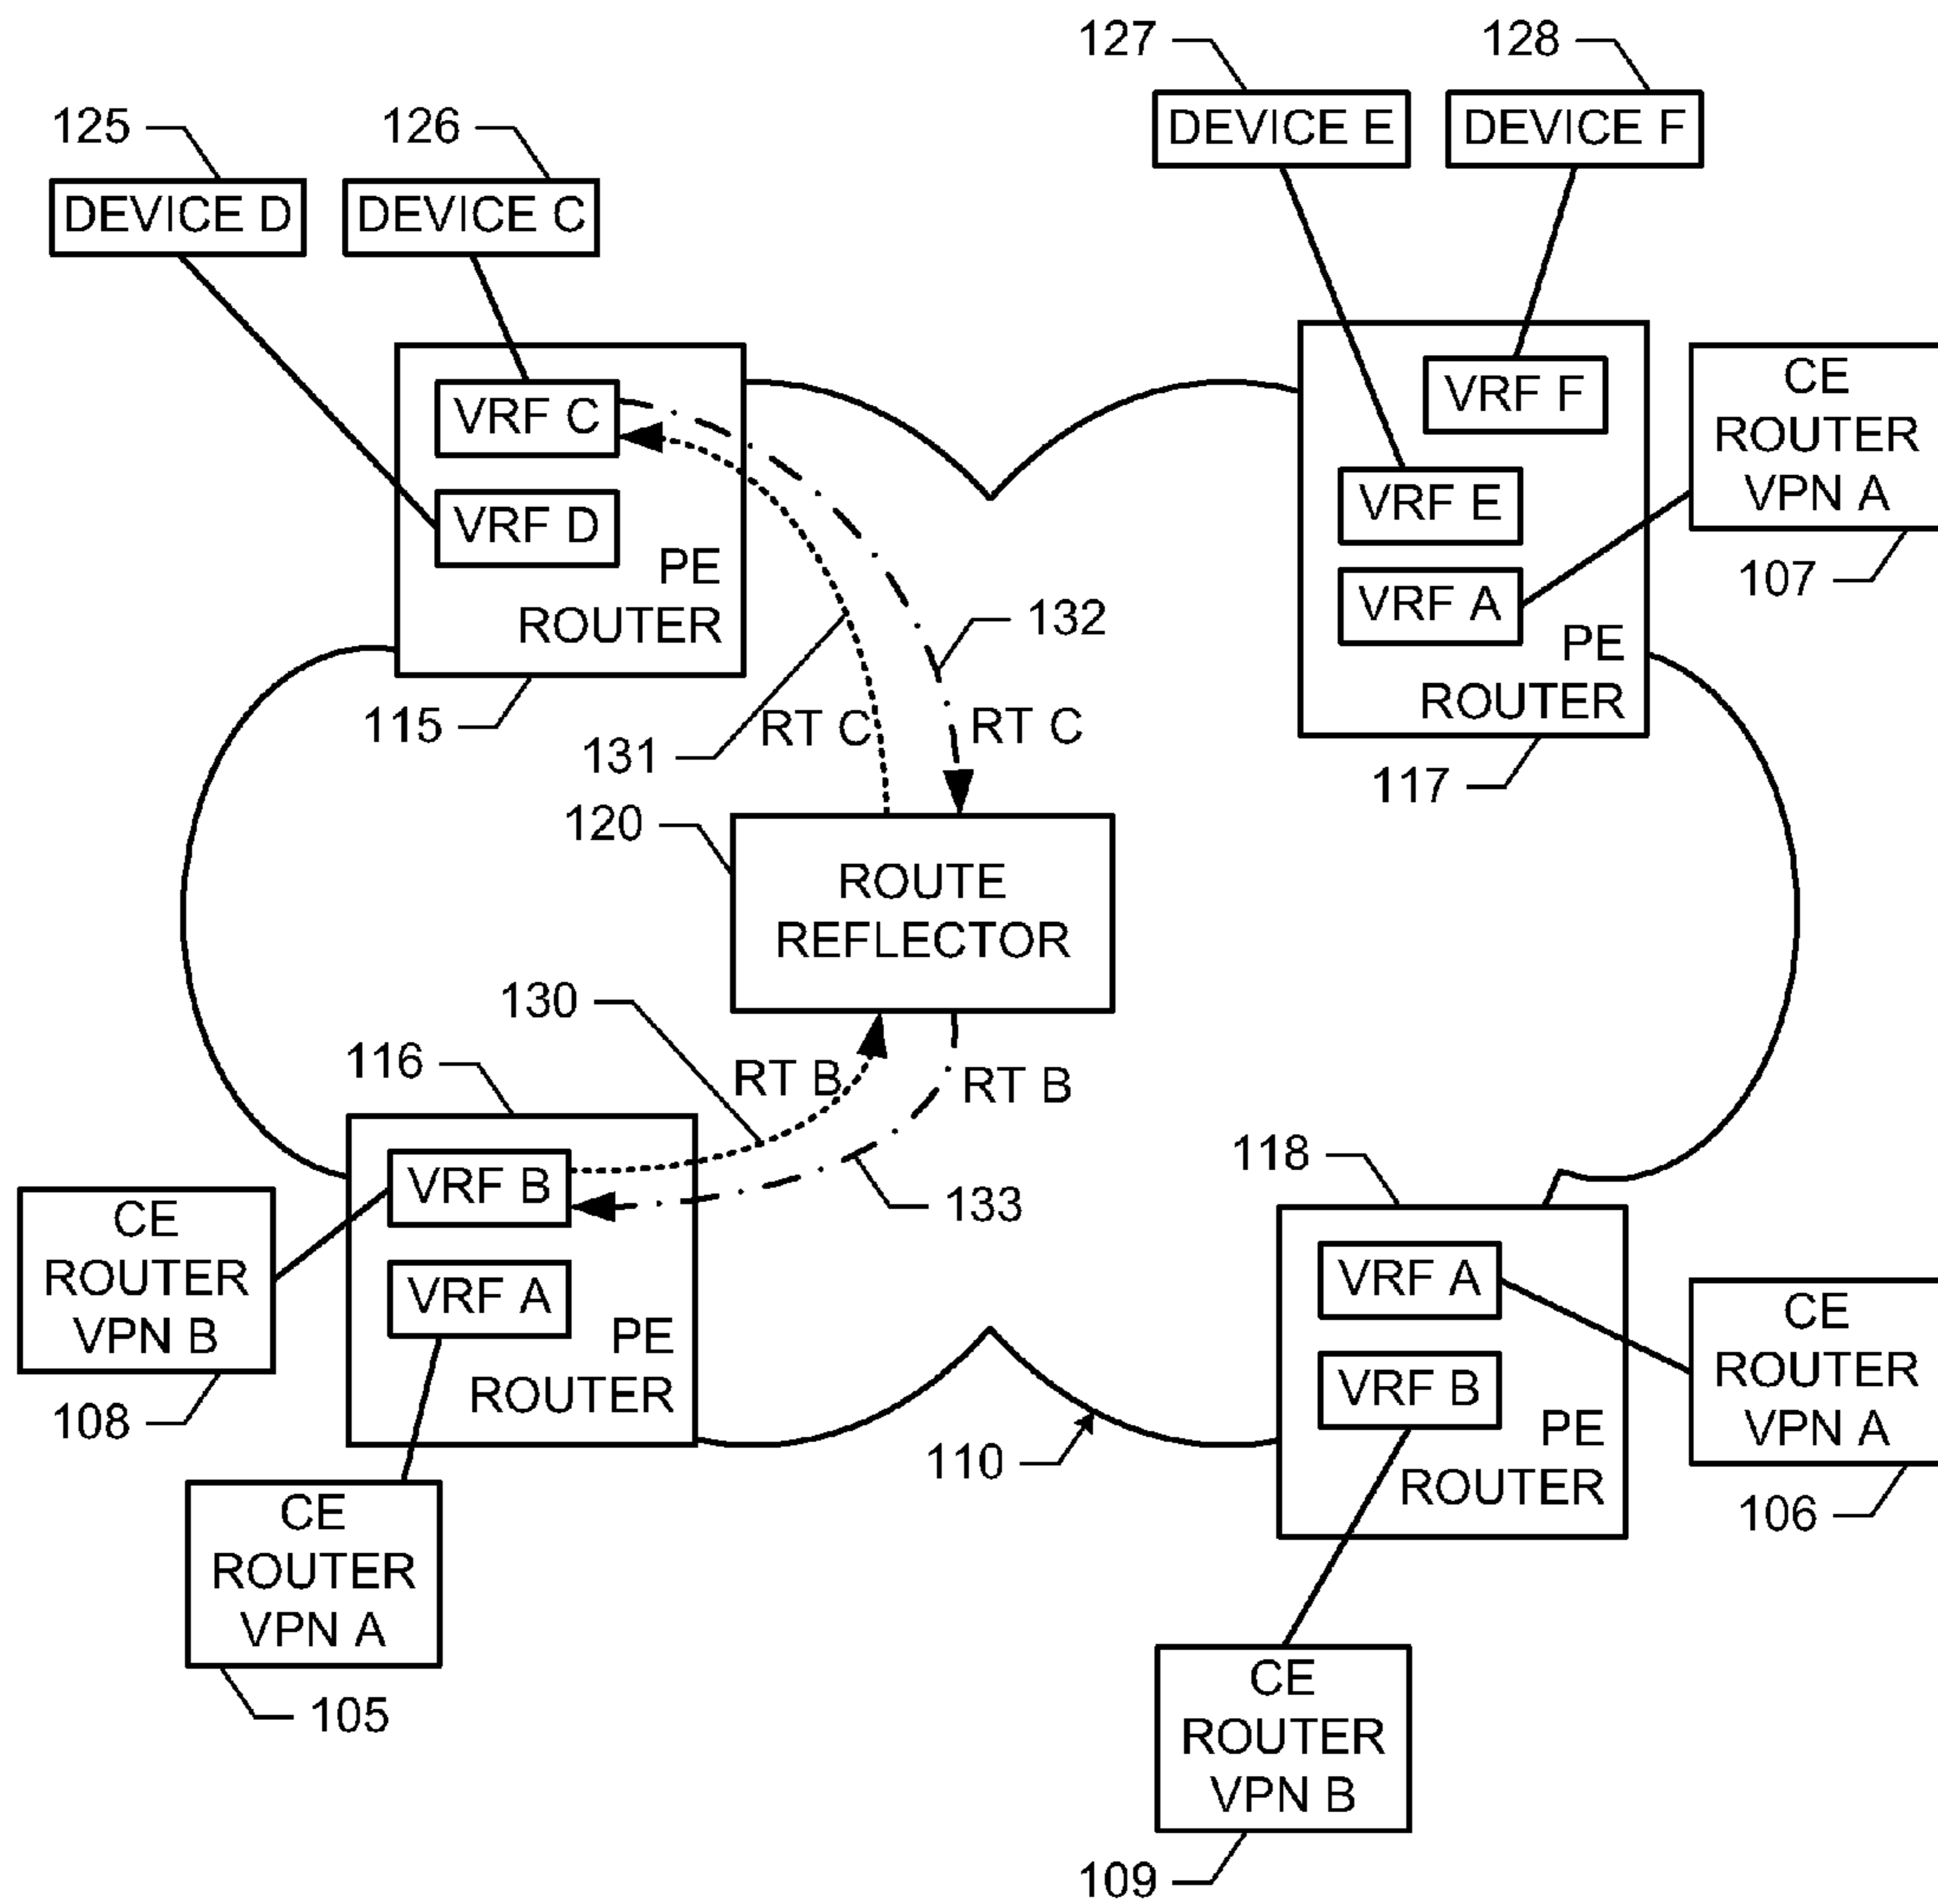 127
128
DEVICE E
DEVICE F
125
126
DEVICE D
DEVICE C
VRF C
VRF D
PE
ROUTER
115
VRF F
VRF E
VRF A
PE
ROUTER
117
CE
ROUTER
VPN A
107
132
131
RT C
RT C
120
ROUTE
REFLECTOR
130
RT B
RT B
133
116
VRF B
VRF A
PE
ROUTER
CE
ROUTER
VPN B
108
CE
ROUTER
VPN A
105
110
118
VRF A
VRF B
PE
ROUTER
CE
ROUTER
VPN A
106
CE
ROUTER
VPN B
109